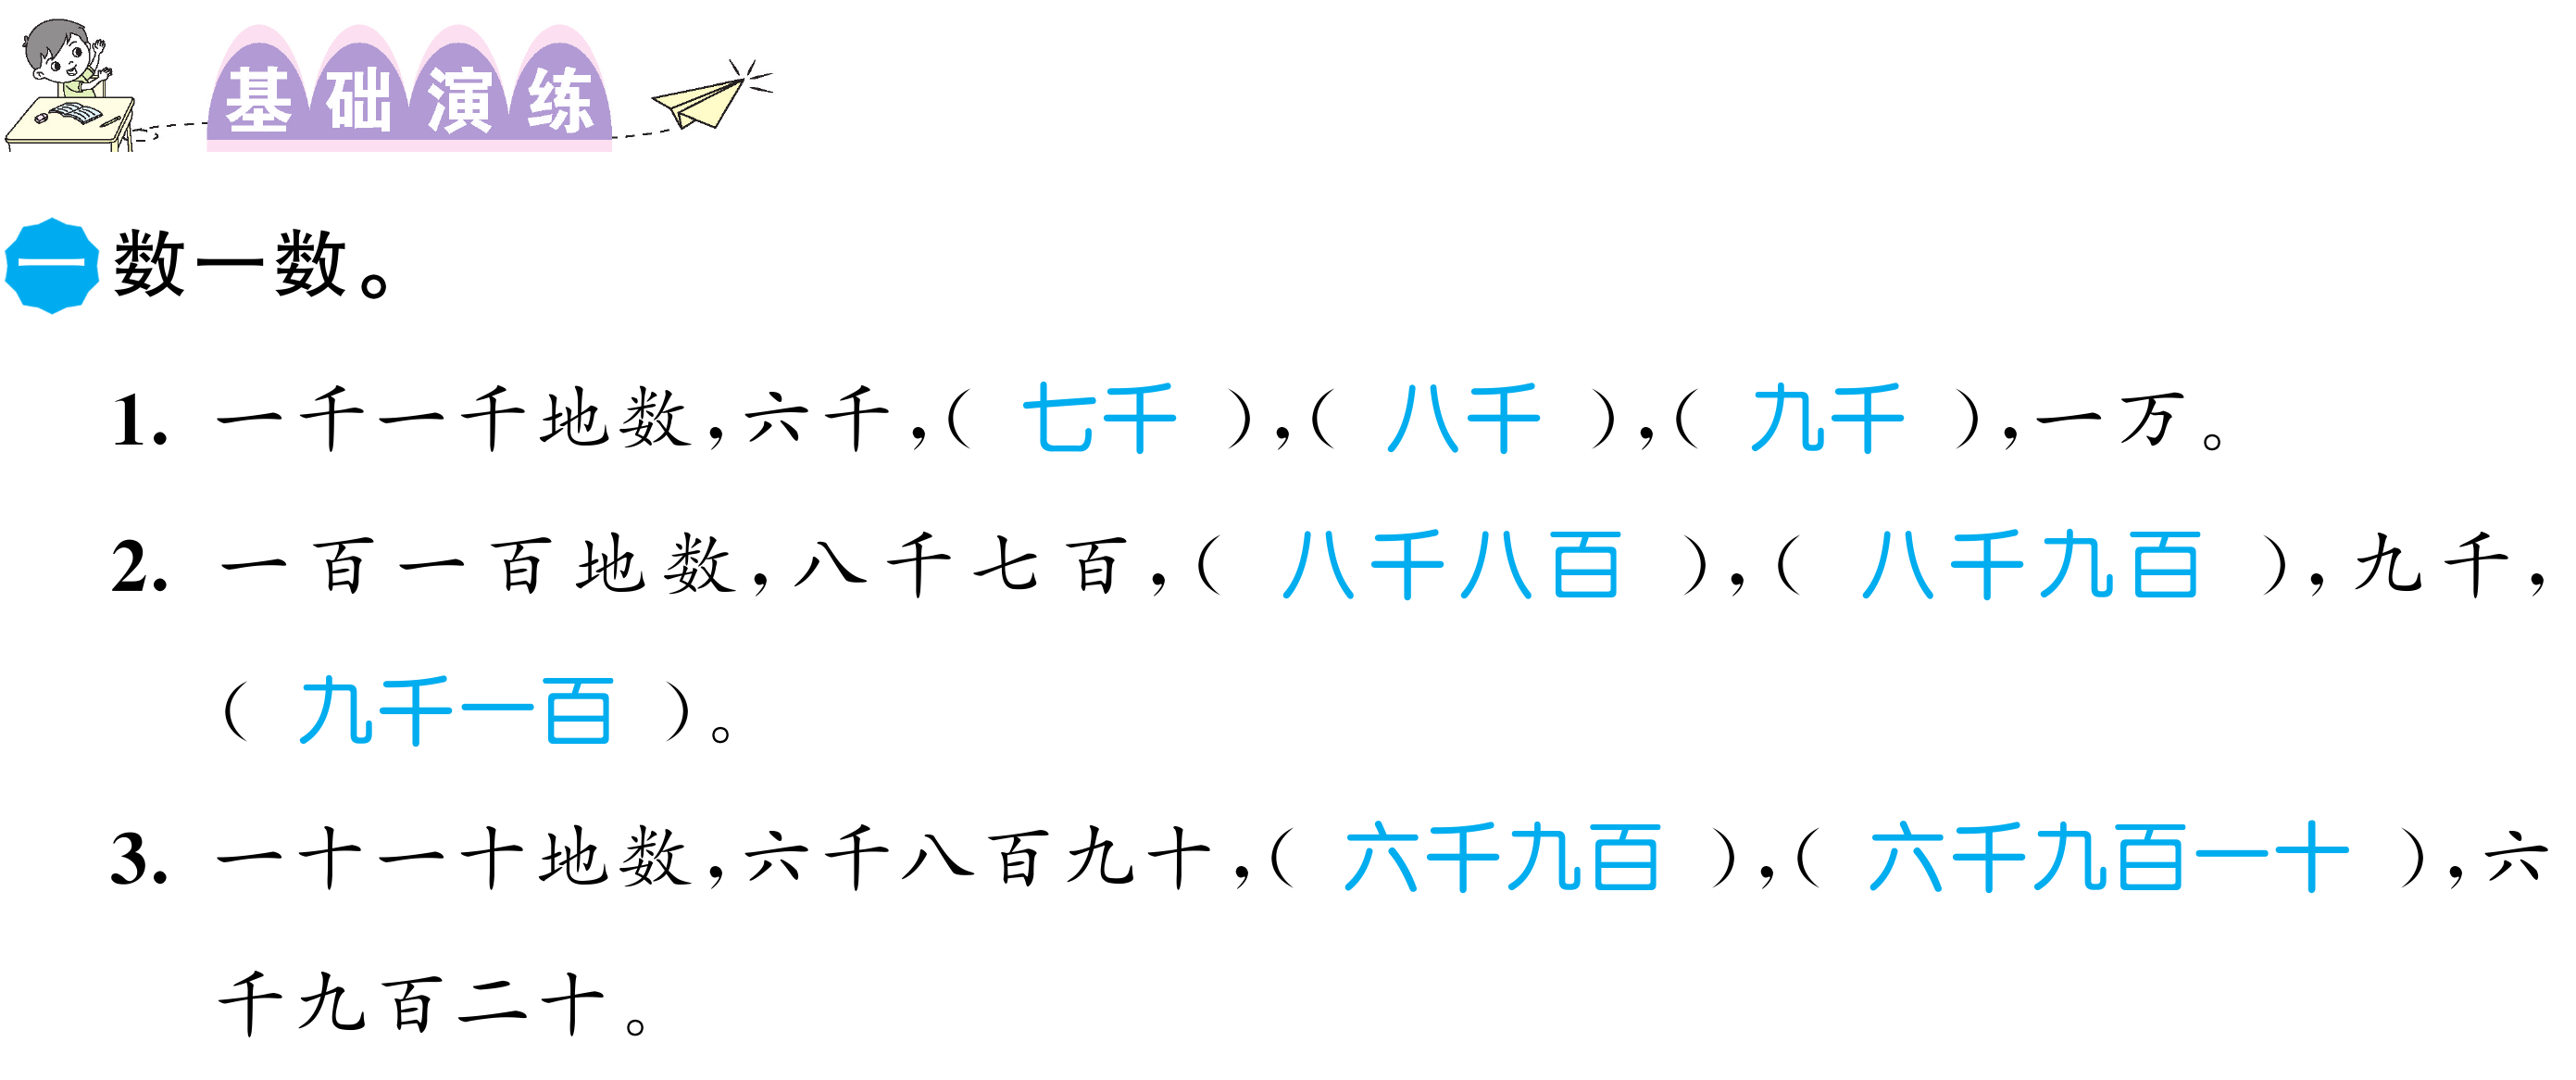 基础演练
一 数一数。
1. 一千一千地数,六千,( 七千 ),( 八千 ),( 九千 ),一万。
2. 一百一百地数,八千七百,( 八千八百 ),( 八千九百 ),九千,
( 九千一百 )。
3. 一十一十地数,六千八百九十,( 六千九百 ),( 六千九百一十 ),六
千九百二十。